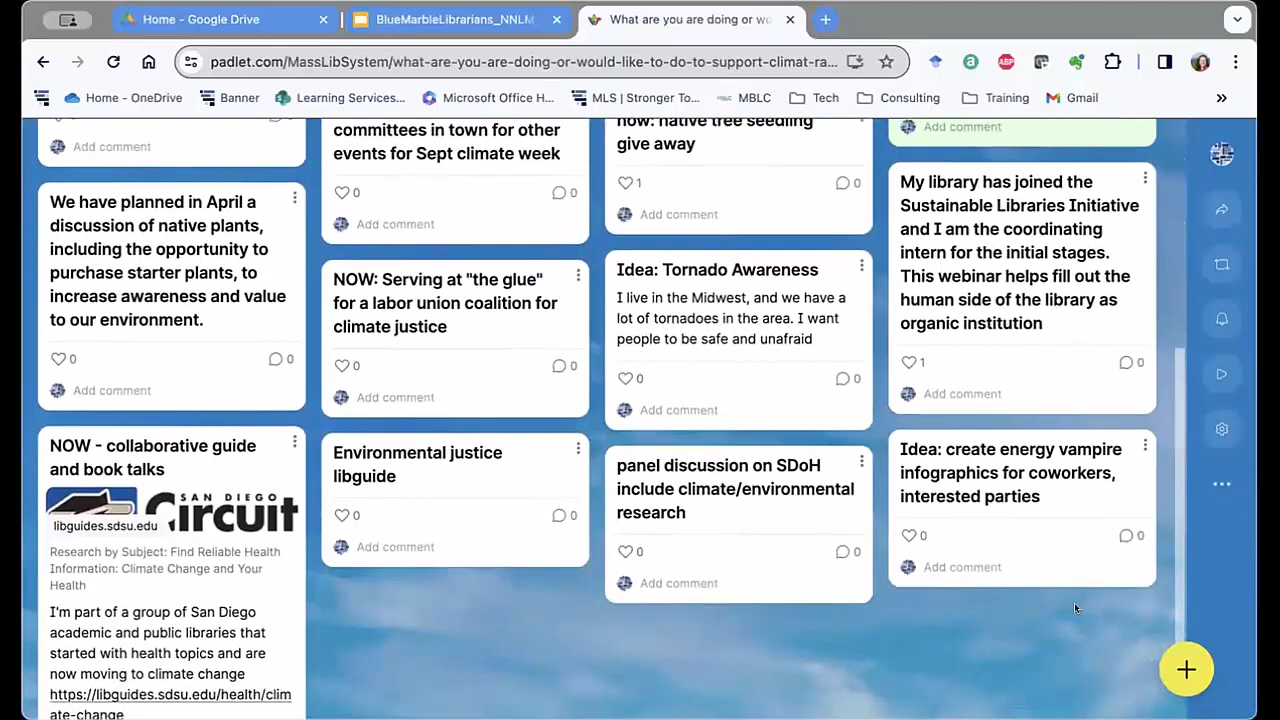 Home - Google Drive
BlueMarbleLibrarians_NNLM
What are you are doing or wo
padlet.com/MassLibSystem/what-are-you-are-doing-or-would-like-to-do-to-support-climat-ra...
ABP
Home - OneDrive
Banner
Learning Services...
Microsoft Office H...
MLS | Stronger To...
MBLC
Tech
Consulting
Training
Gmail
»
Add comment
We have planned in April a
discussion of native plants,
including the opportunity to
purchase starter plants, to
increase awareness and value
to our environment.
0
0
Add comment
NOW - collaborative guide
and book talks
SAN DIEGO
Circuit
libguides.sdsu.edu
Research by Subject: Find Reliable Health
Information: Climate Change and Your
Health
I'm part of a group of San Diego
academic and public libraries that
started with health topics and are
now moving to climate change
https://libguides.sdsu.edu/health/clim
ate-change
committees in town for other
events for Sept climate week
0
0
Add comment
NOW: Serving at "the glue"
for a labor union coalition for
climate justice
0
0
Add comment
Environmental justice
libguide
0
0
Add comment
now: native tree seedling
give away
1
0
Add comment
Idea: Tornado Awareness
I live in the Midwest, and we have a
lot of tornadoes in the area. I want
people to be safe and unafraid
0
0
Add comment
panel discussion on SDoH
include climate/environmental
research
0
0
Add comment
Add comment
My library has joined the
Sustainable Libraries Initiative
and I am the coordinating
intern for the initial stages.
This webinar helps fill out the
human side of the library as
organic institution
1
0
Add comment
Idea: create energy vampire
infographics for coworkers,
interested parties
0
0
Add comment